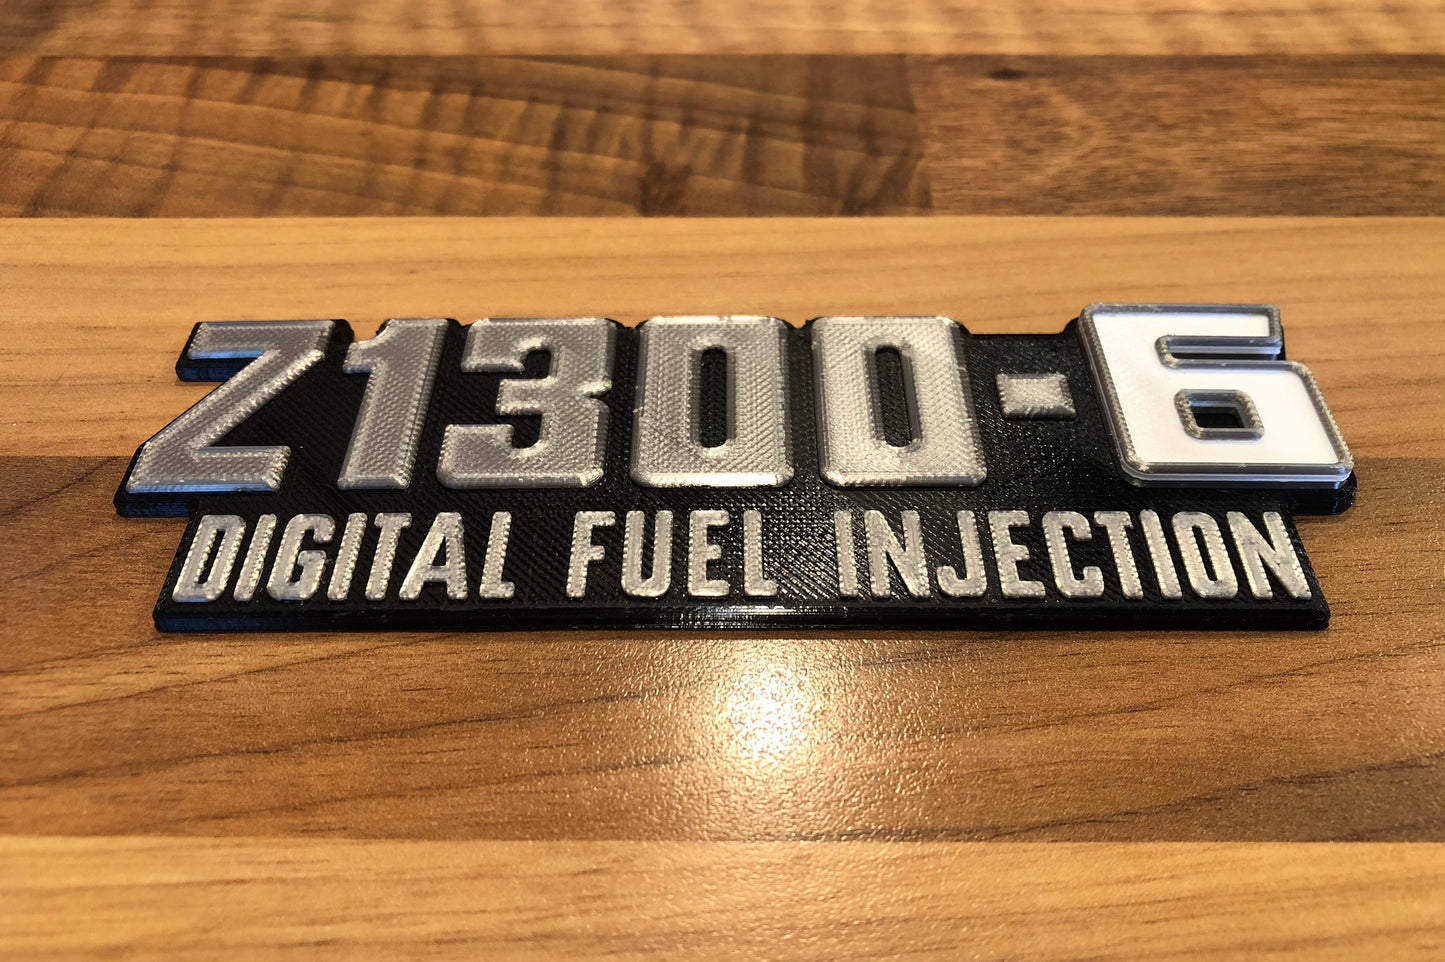 Z1300-6
DIGITAL FUEL INJECTION